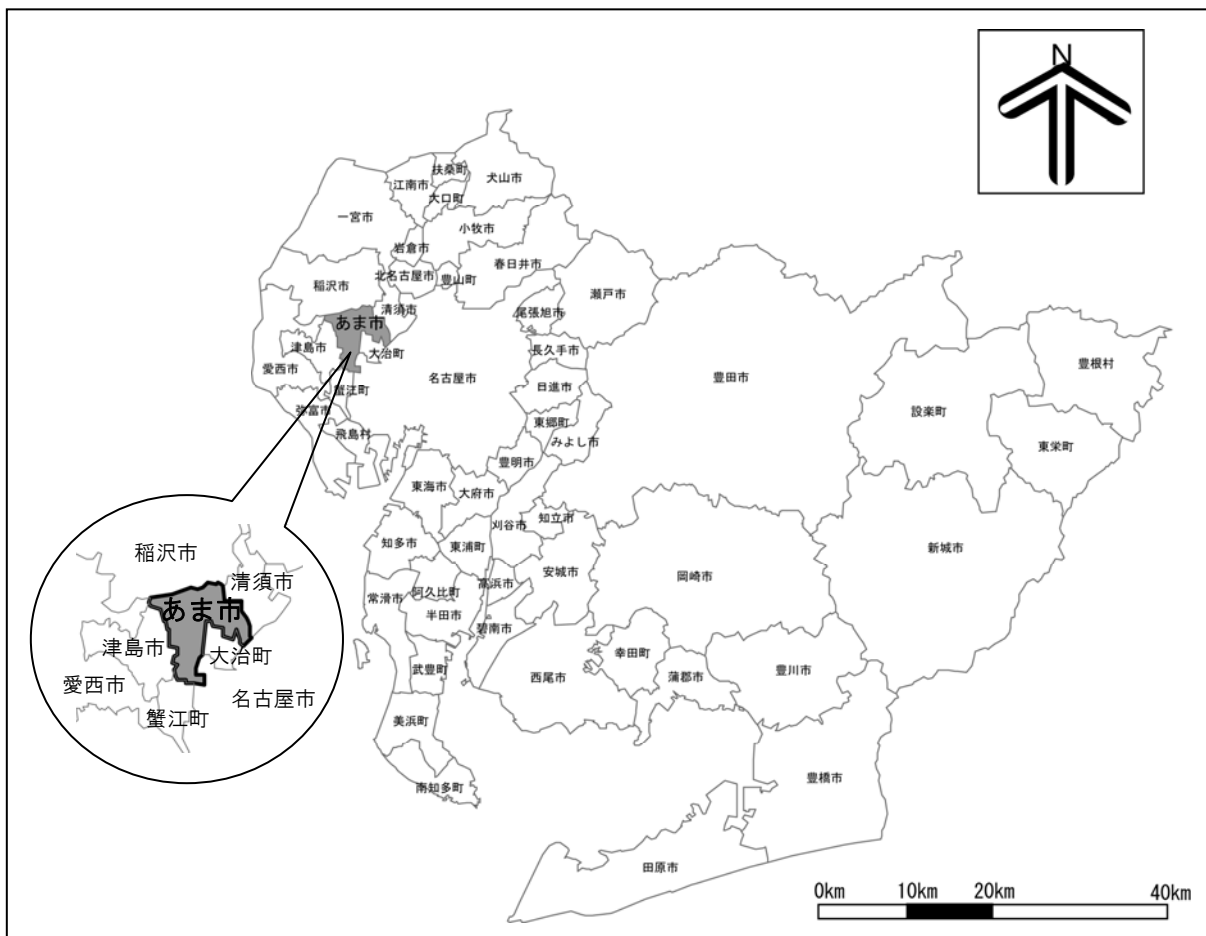 N
扶桑町
江南市
犬山市
大口町
一宮市
小牧市
岩倉市
春日井市
北名古屋市
豊山町
稲沢市
瀬戸市
清須市
尾張旭市
あま市
津島市
大治町
長久手市
豊根村
愛西市
名古屋市
豊田市
日進市
蟹江町
設楽町
弥富市
東郷町
飛島村
みよし市
東栄町
豊明市
東海市
大府市
刈谷市
知立市
知多市
東浦町
新城市
安城市
岡崎市
高浜市
阿久比町
常滑市
半田市
碧南市
幸田町
武豊町
西尾市
蒲郡市
豊川市
美浜町
豊橋市
南知多町
田原市
稲沢市
清須市
あま市
津島市
大治町
愛西市
名古屋市
蟹江町
0km 10km 20km 40km